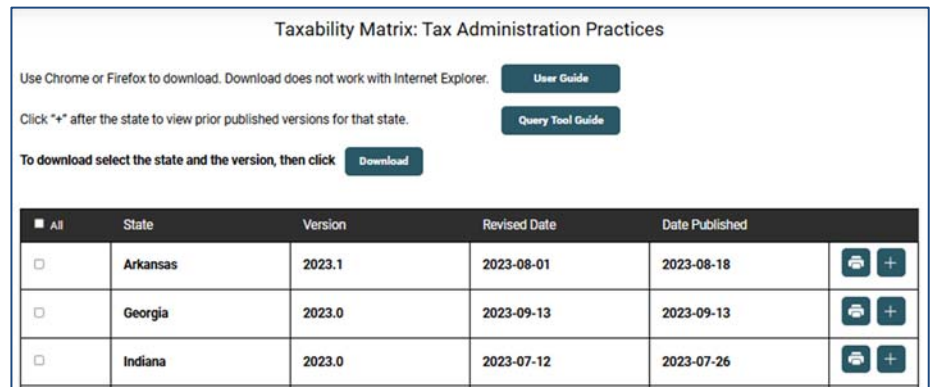 Taxability Matrix: Tax Administration Practices
Use Chrome or Firefox to download. Download does not work with Internet Explorer. User Guide
Click "+" after the state to view prior published versions for that state. Query Tool Guide
To download select the state and the version, then click Download
All State Version Revised Date Date Published
Arkansas 2023.1 2023-08-01 2023-08-18 +
Georgia 2023.0 2023-09-13 2023-09-13 +
Indiana 2023.0 2023-07-12 2023-07-26 +